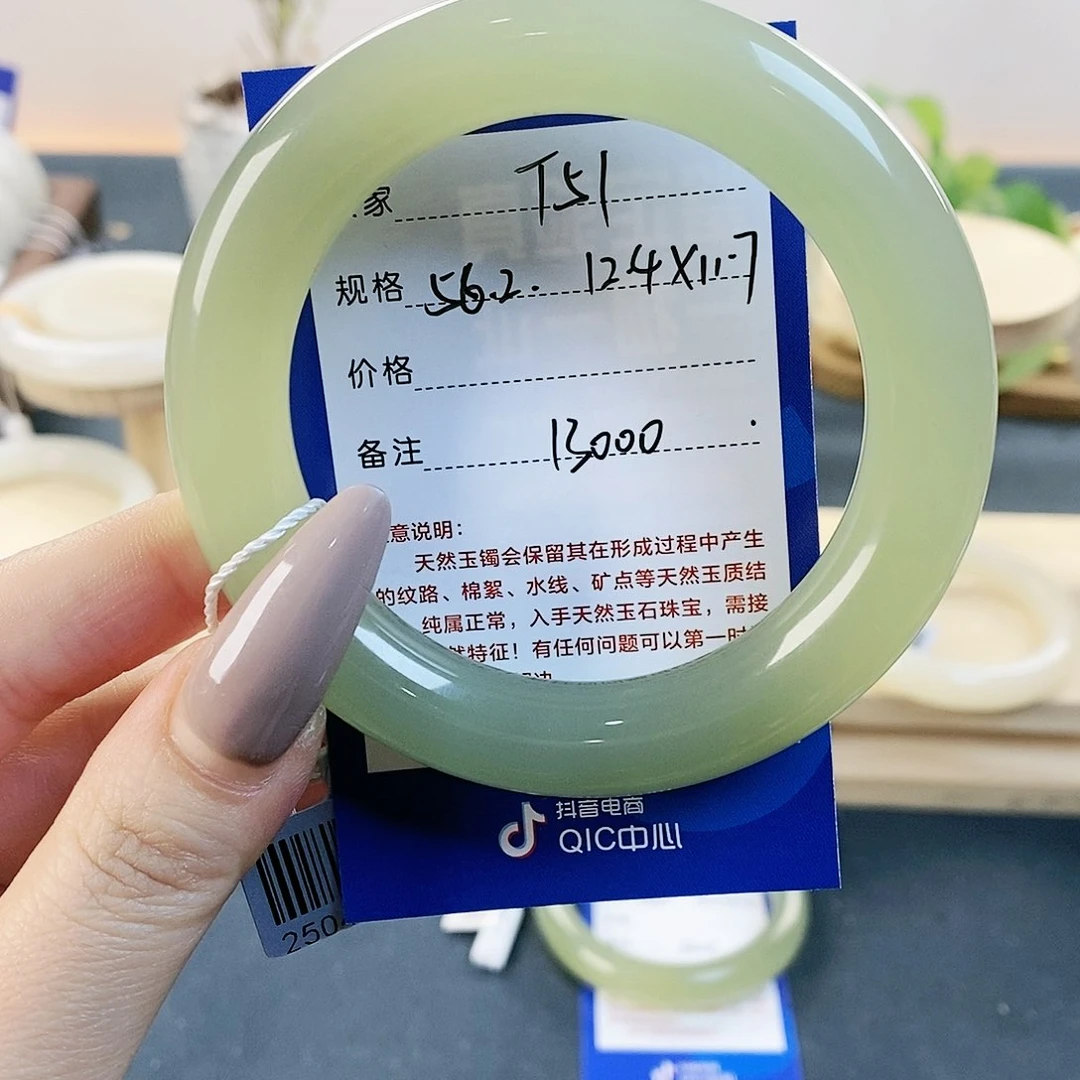 家 T51
规格 56.2. 124X11.7
价格
备注 13000
意说明：
天然玉镯会保留其在形成过程中产生
的纹路、棉絮、水线、矿点等天然玉质结
纯属正常，入手天然玉石珠宝，需接
然特征！有任何问题可以第一时
抖音电商
QIC中心
250